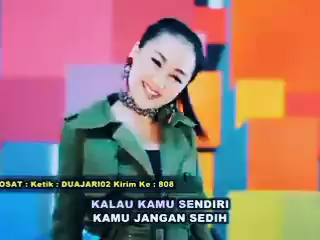 OSAT : Ketik : DUAJARI02 Kirim Ke : 808
KALAU KAMU SENDIRI
KAMU JANGAN SEDIH